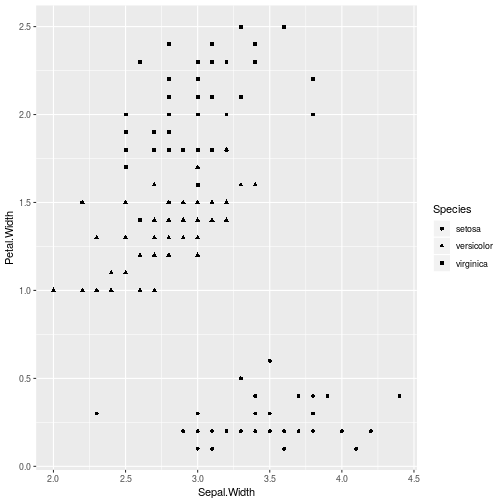 2.5
2.0
1.5
1.0
0.5
0.0
Petal.Width
2.0 2.5 3.0 3.5 4.0 4.5
Sepal.Width
Species
setosa
versicolor
virginica